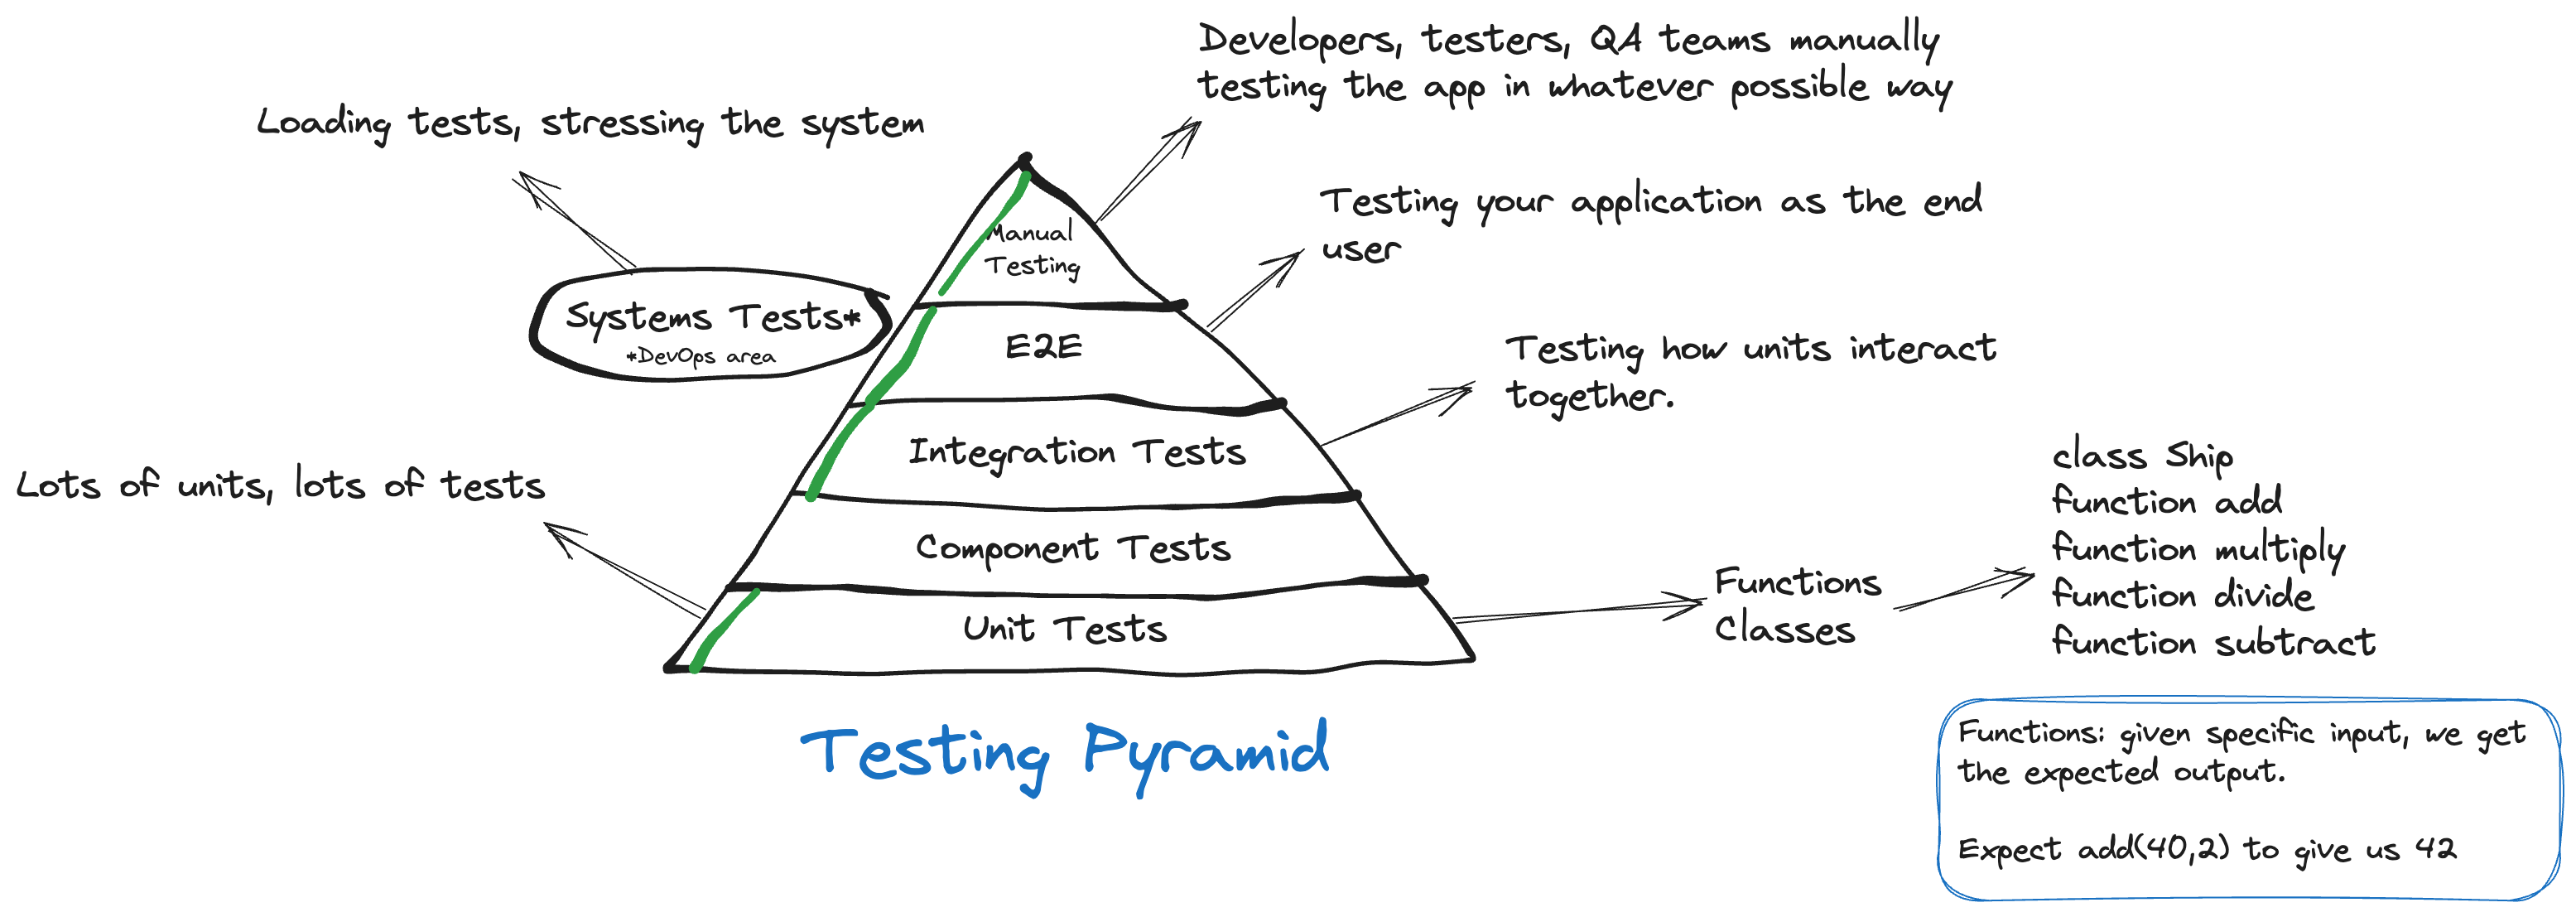 Developers, testers, QA teams manually
testing the app in whatever possible way
Loading tests, stressing the system
Testing your application as the end
user
Manual
Testing
Systems Tests*
*DevOps area
E2E
Testing how units interact
together.
Integration Tests
Lots of units, lots of tests
class Ship
function add
function multiply
function divide
function subtract
Component Tests
Functions
Classes
Unit Tests
Testing Pyramid
Functions: given specific input, we get
the expected output.
Expect add(40,2) to give us 42